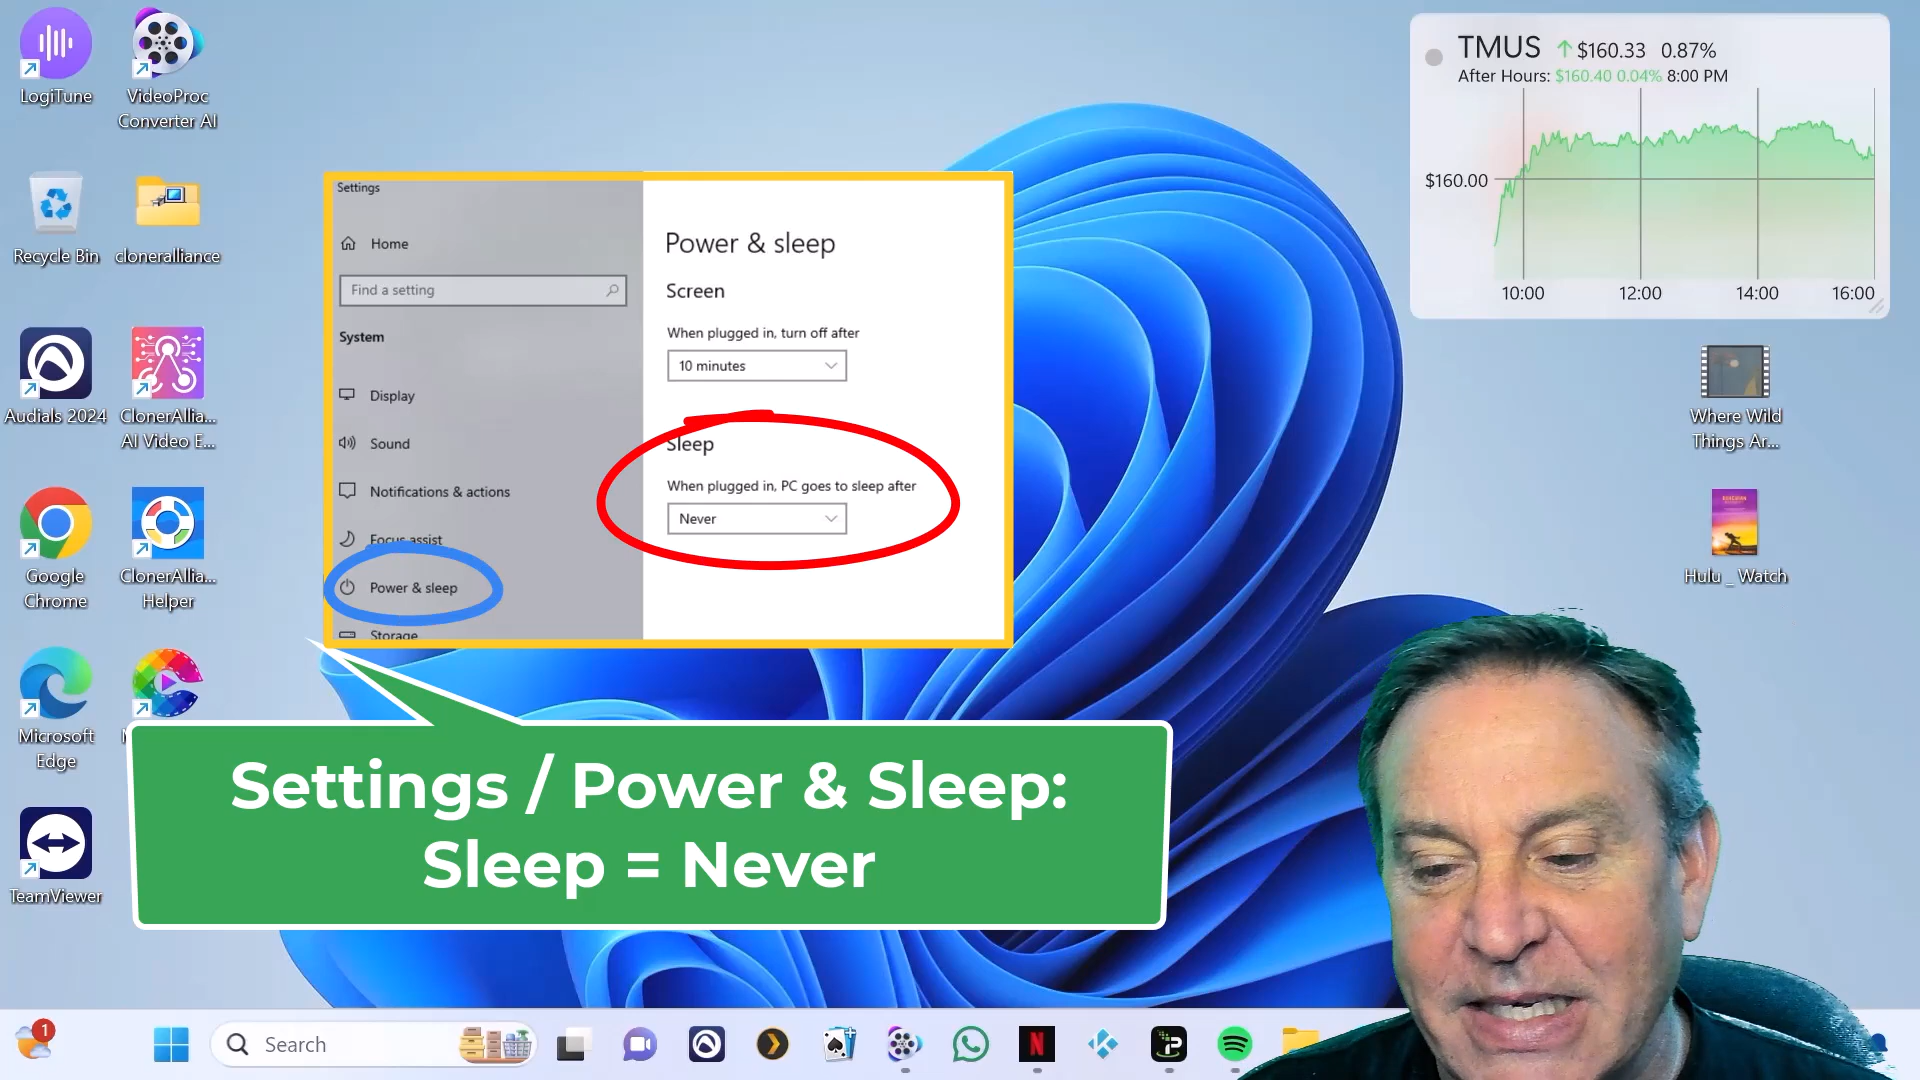 LogiTune
VideoProc
Converter AI
Recycle Bin
cloneralliance
Audials 2024
ClonerAllia...
AI Video E...
Google
Chrome
ClonerAllia...
Helper
Microsoft
Edge
TeamViewer
Settings
Home
Find a setting
System
Display
Sound
Notifications & actions
Focus assist
Power & sleep
Storage
Power & sleep
Screen
When plugged in, turn off after
10 minutes
Sleep
When plugged in, PC goes to sleep after
Never
Settings / Power & Sleep:
Sleep = Never
TMUS $160.33 0.87%
After Hours: $160.40 0.04% 8:00 PM
$160.00
10:00 12:00 14:00 16:00
Where Wild
Things Ar...
Hulu _ Watch
1
Search
N